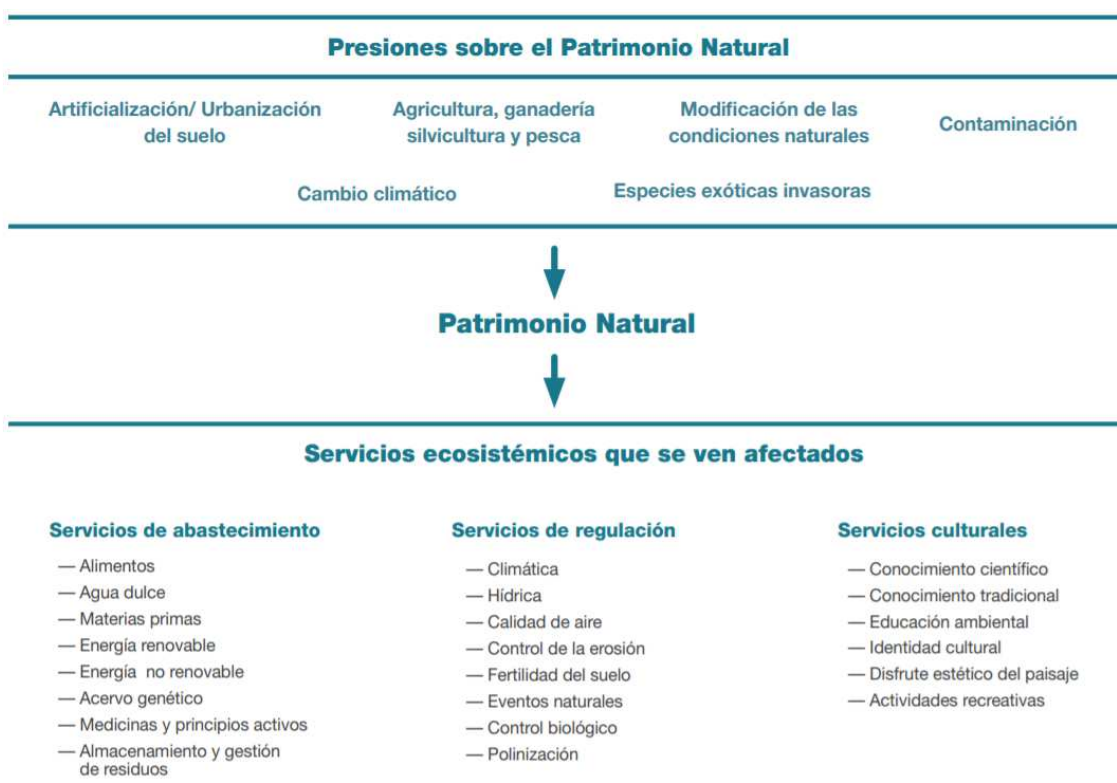 Presiones sobre el Patrimonio Natural
Artificialización/ Urbanización
del suelo
Agricultura, ganadería
silvicultura y pesca
Modificación de las
condiciones naturales
Contaminación
Cambio climático
Especies exóticas invasoras
Patrimonio Natural
Servicios ecosistémicos que se ven afectados
Servicios de abastecimiento
— Alimentos
— Agua dulce
— Materias primas
— Energía renovable
— Energía no renovable
— Acervo genético
— Medicinas y principios activos
— Almacenamiento y gestión
de residuos
Servicios de regulación
— Climática
— Hídrica
— Calidad de aire
— Control de la erosión
— Fertilidad del suelo
— Eventos naturales
— Control biológico
— Polinización
Servicios culturales
— Conocimiento científico
— Conocimiento tradicional
— Educación ambiental
— Identidad cultural
— Disfrute estético del paisaje
— Actividades recreativas